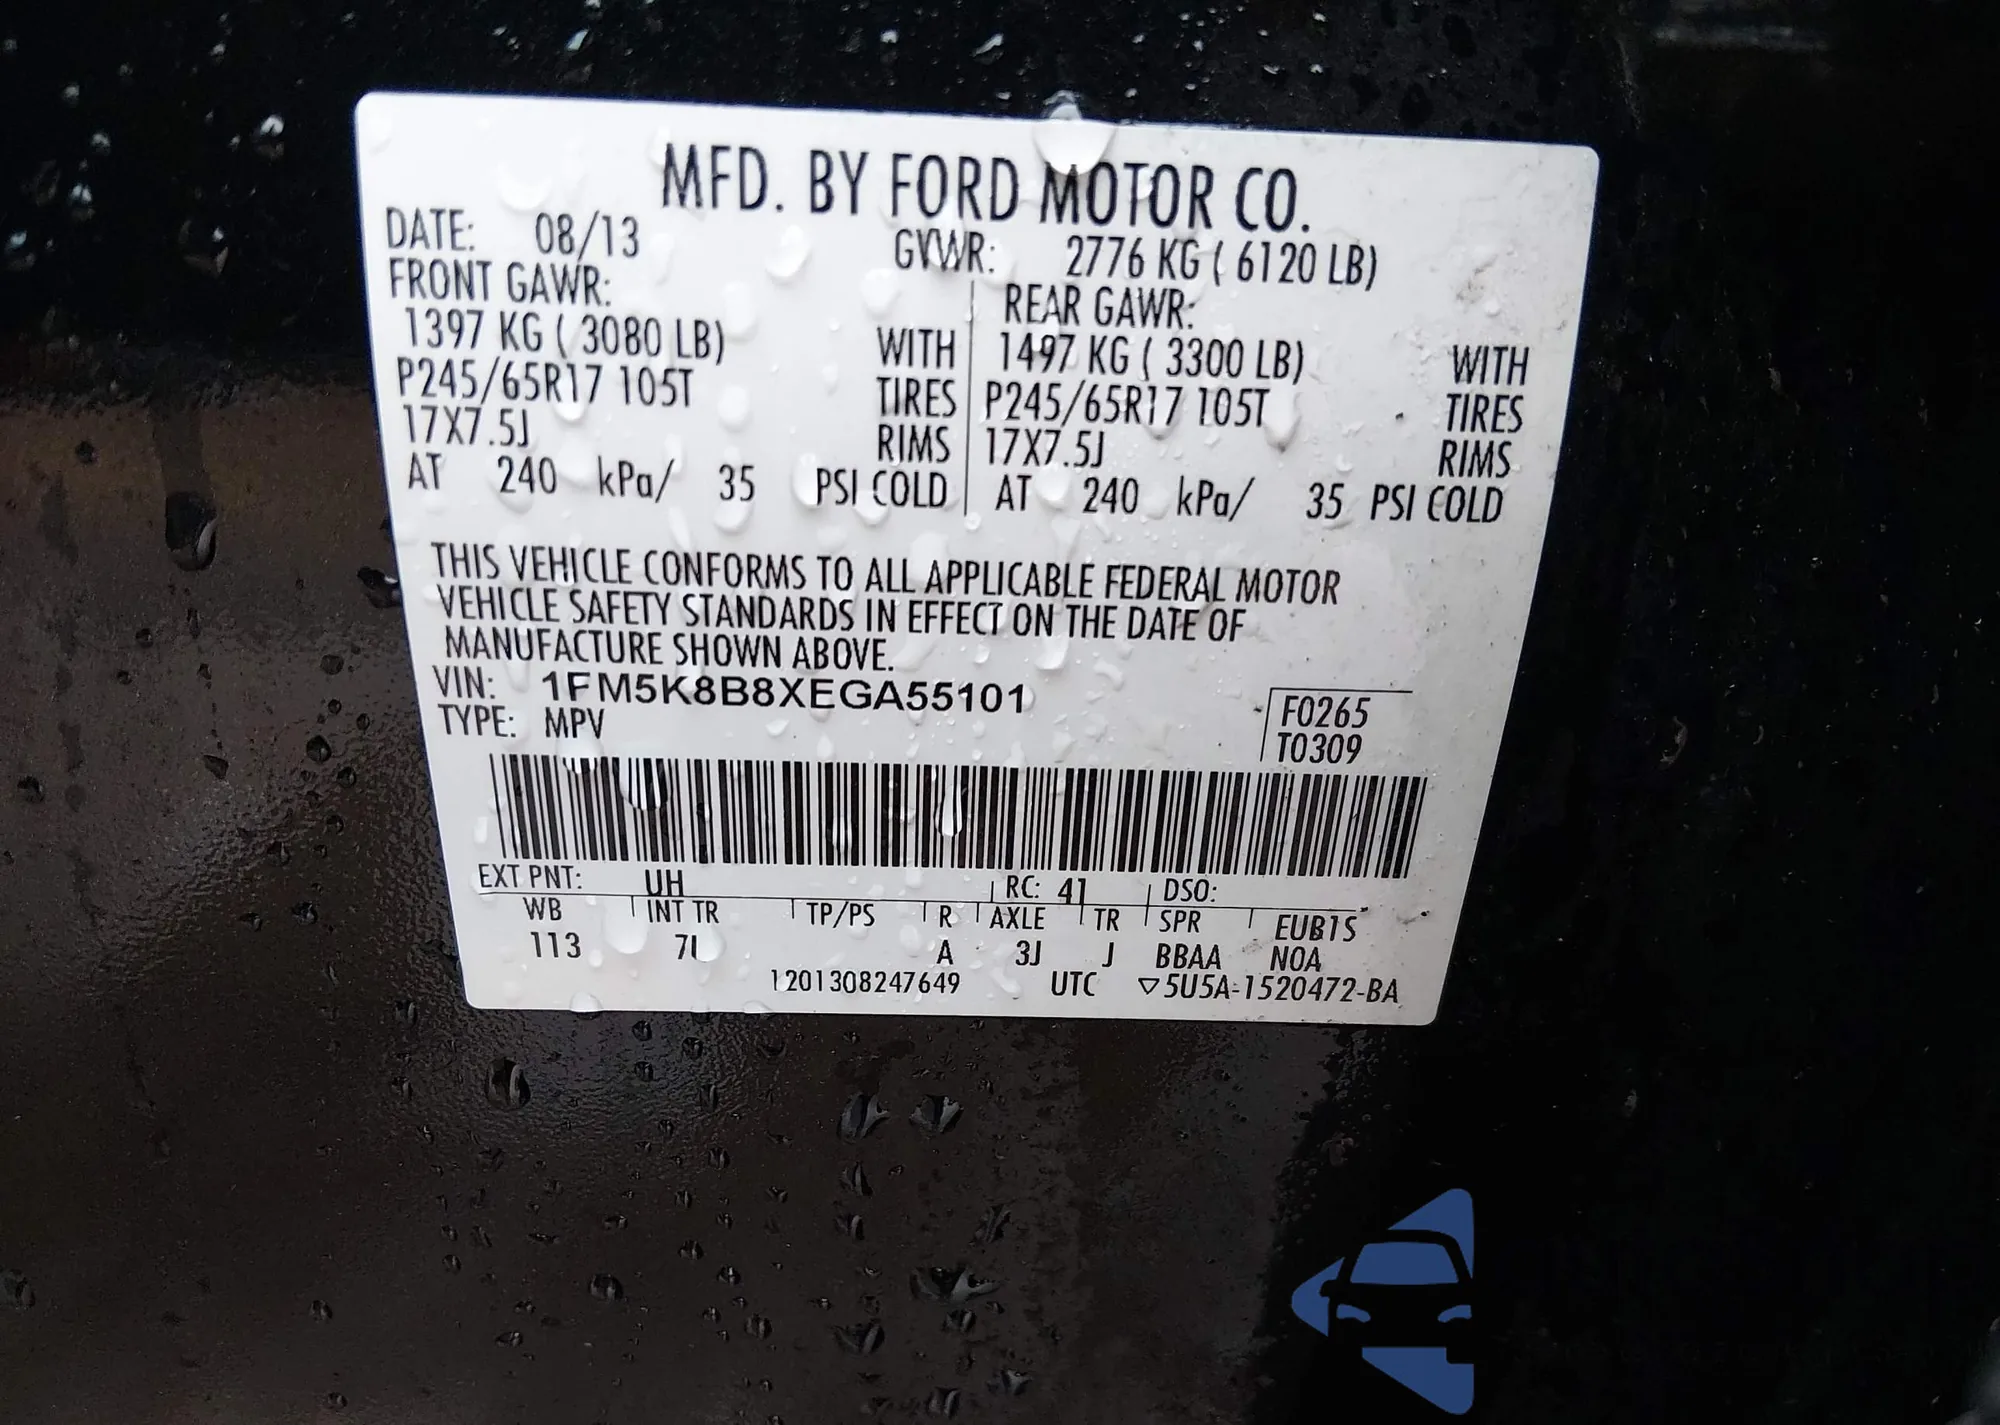 MFD. BY FORD MOTOR CO.
DATE: 08/13 GVWR: 2776 KG ( 6120 LB)
FRONT GAWR: REAR GAWR:
1397 KG ( 3080 LB) WITH 1497 KG ( 3300 LB) WITH
P245/65R17 105T TIRES P245/65R17 105T TIRES
17X7.5J RIMS 17X7.5J RIMS
AT 240 kPa/ 35 PSI COLD AT 240 kPa/ 35 PSI COLD
THIS VEHICLE CONFORMS TO ALL APPLICABLE FEDERAL MOTOR
VEHICLE SAFETY STANDARDS IN EFFECT ON THE DATE OF
MANUFACTURE SHOWN ABOVE.
VIN: 1FM5K8B8XEGA55101
TYPE: MPV
F0265
T0309
EXT PNT: UH RC: 41 DSO:
WB INT TR TP/PS R AXLE TR SPR EUB1S
113 A 3J J BBAA NOA
1201308247649 UTC ▽5U5A-1520472-BA